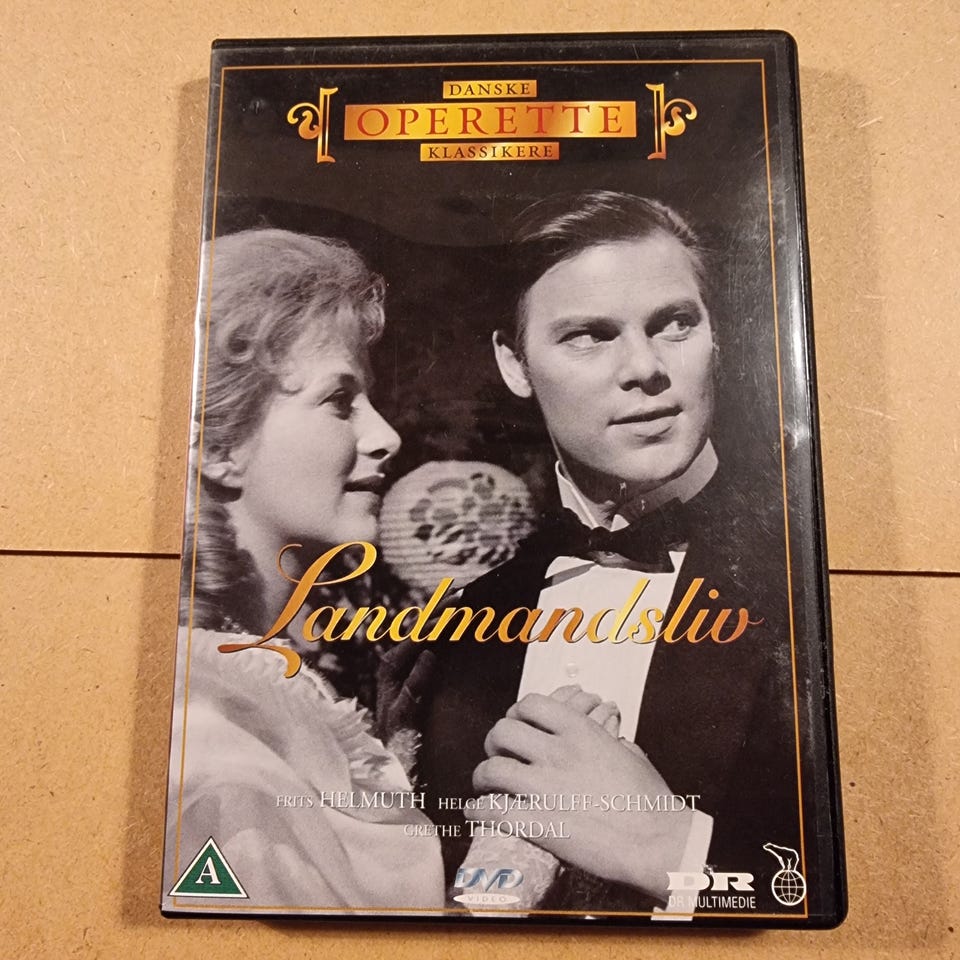 DANSKE
OPERETTE
KLASSIKERE
Landmandsliv
FRITS HELMUTH HELGE KJÆRULFF-SCHMIDT
GRETHE THORDAL
A
DVD
VIDEO
DR
DR MULTIMEDIE